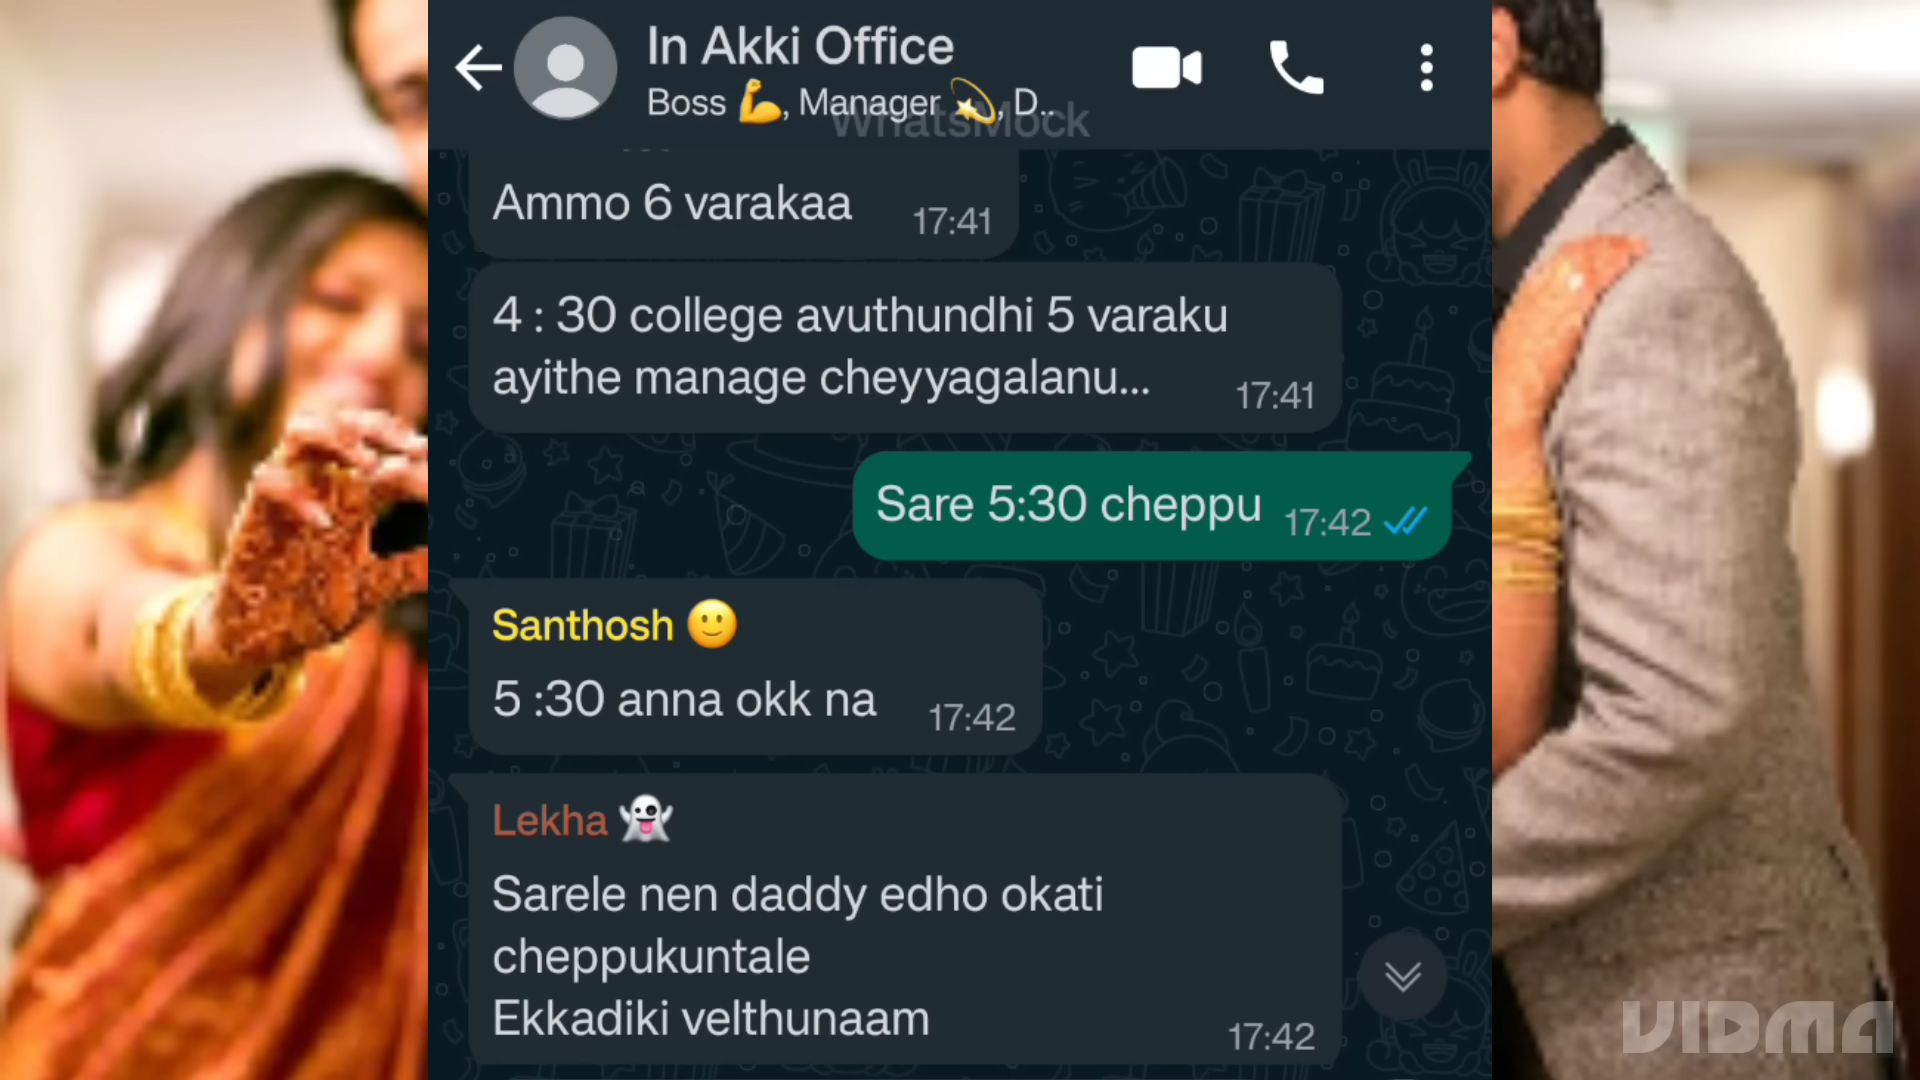 In Akki Office
Boss 💪, Manager 💫, D..
WhatsMock
Ammo 6 varakaa 17:41
4 : 30 college avuthundhi 5 varaku
ayithe manage cheyyagalanu... 17:41
Sare 5:30 cheppu 17:42
Santhosh 🙂
5 :30 anna okk na 17:42
Lekha 👻
Sarele nen daddy edho okati
cheppukuntale
Ekkadiki velthunaam 17:42
VIDMA